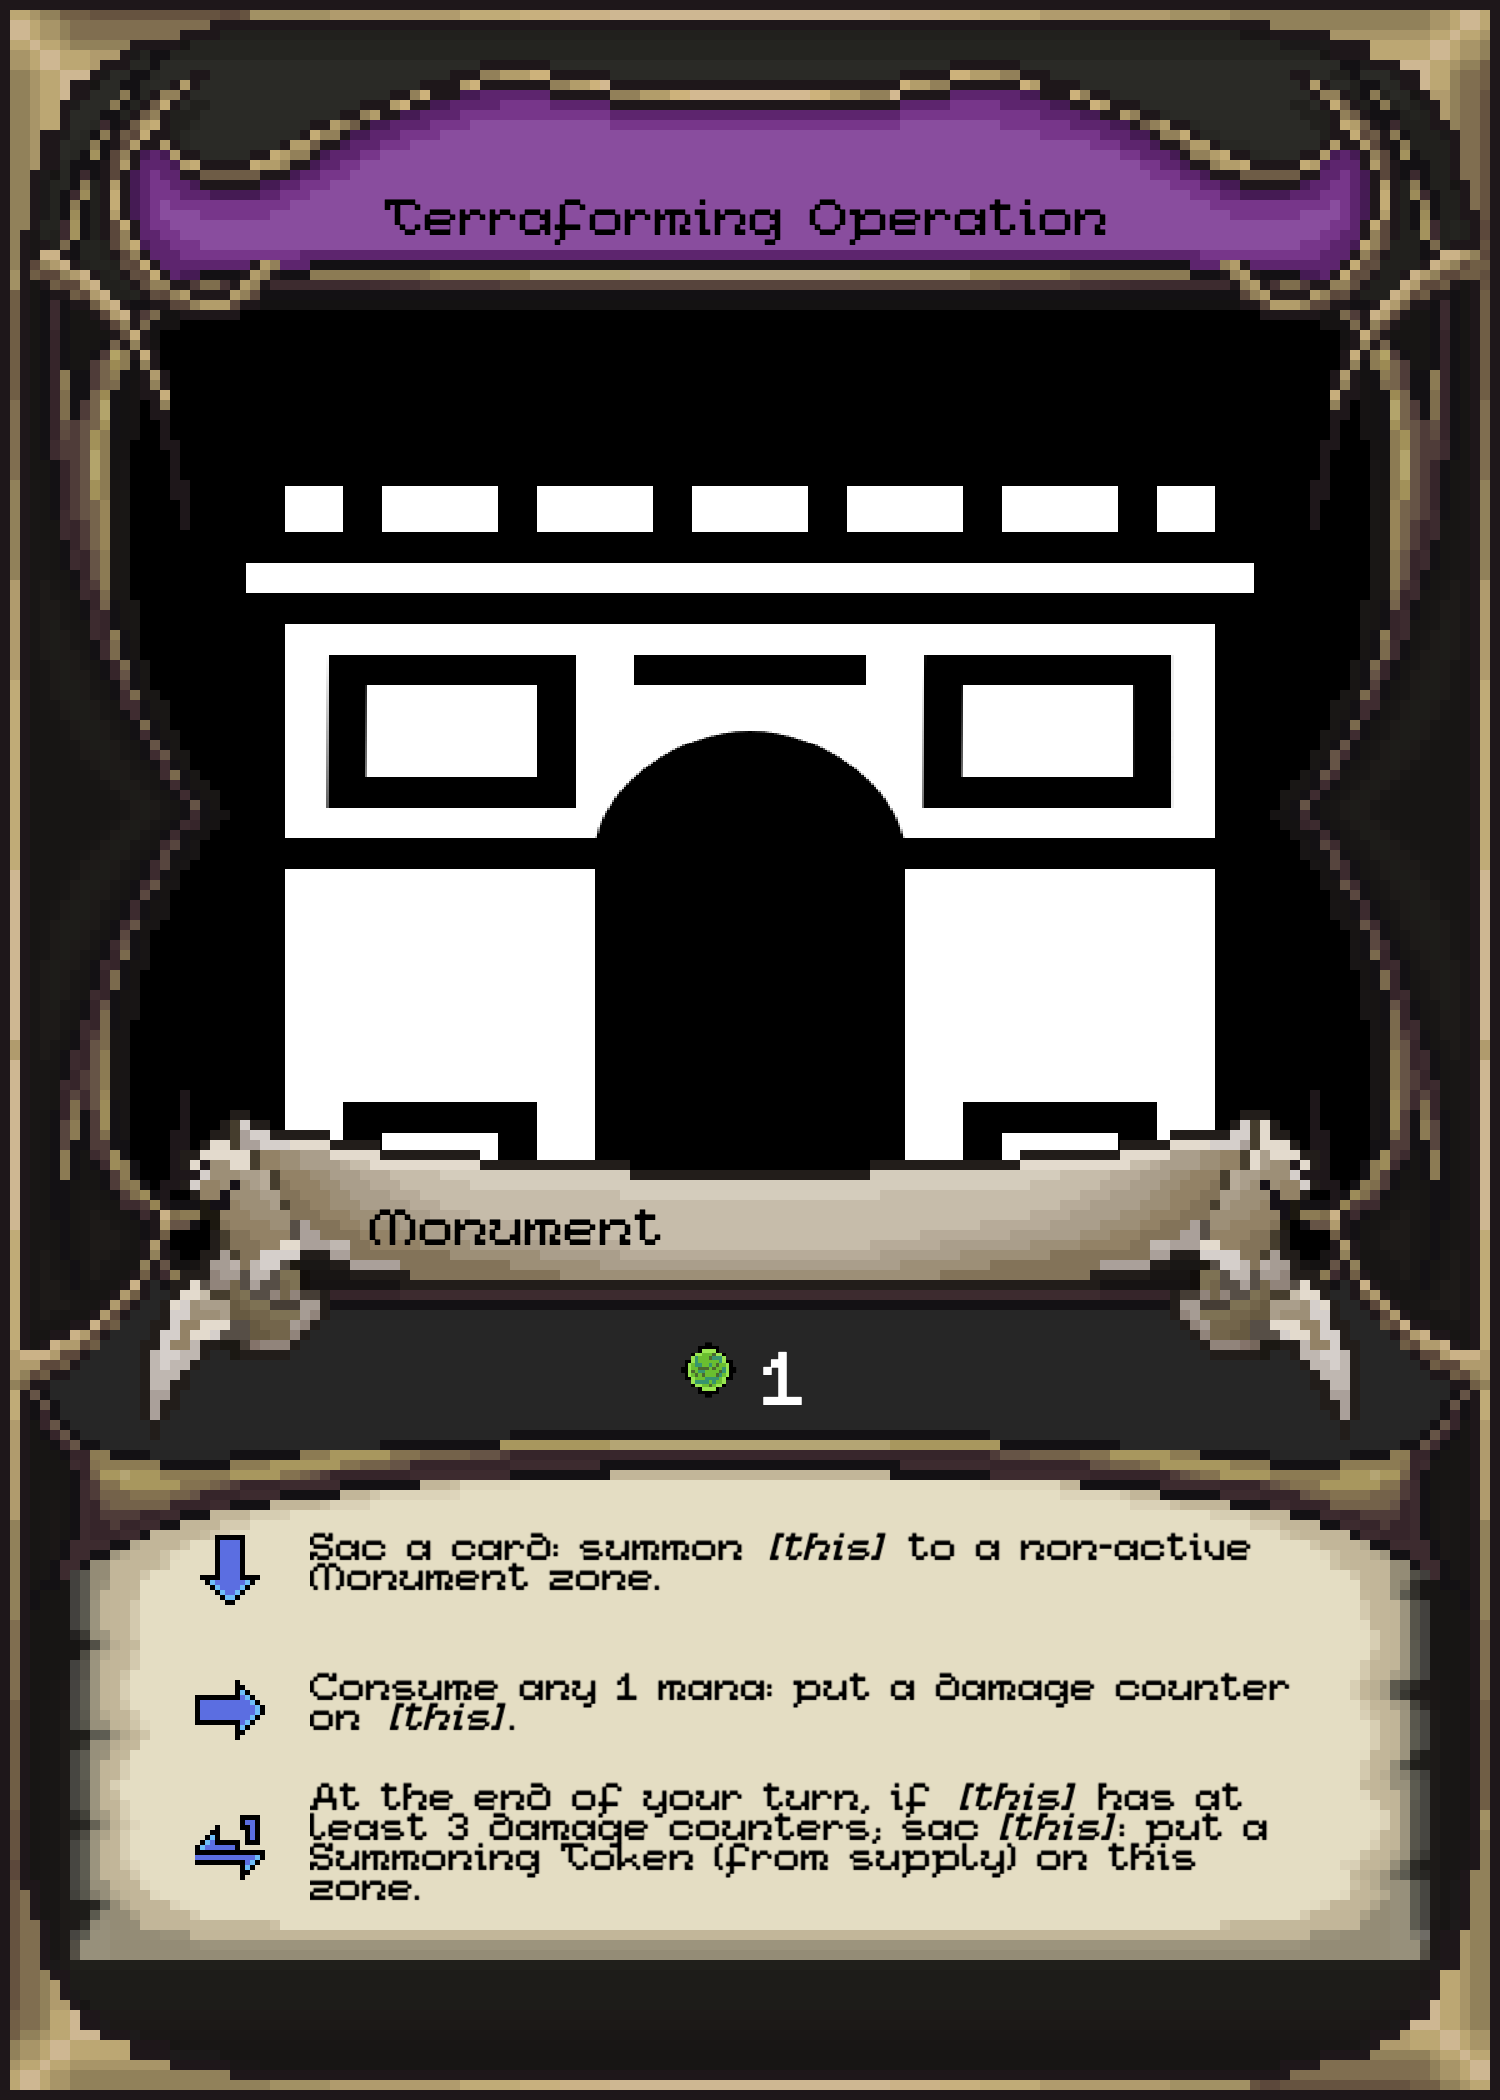 Terraforming Operation
Monument
1
Sac a card: summon [this] to a non-active
Monument zone.
Consume any 1 mana: put a damage counter
on [this].
At the end of your turn, if [this] has at
least 3 damage counters; sac [this]: put a
Summoning Token (from supply) on this
zone.